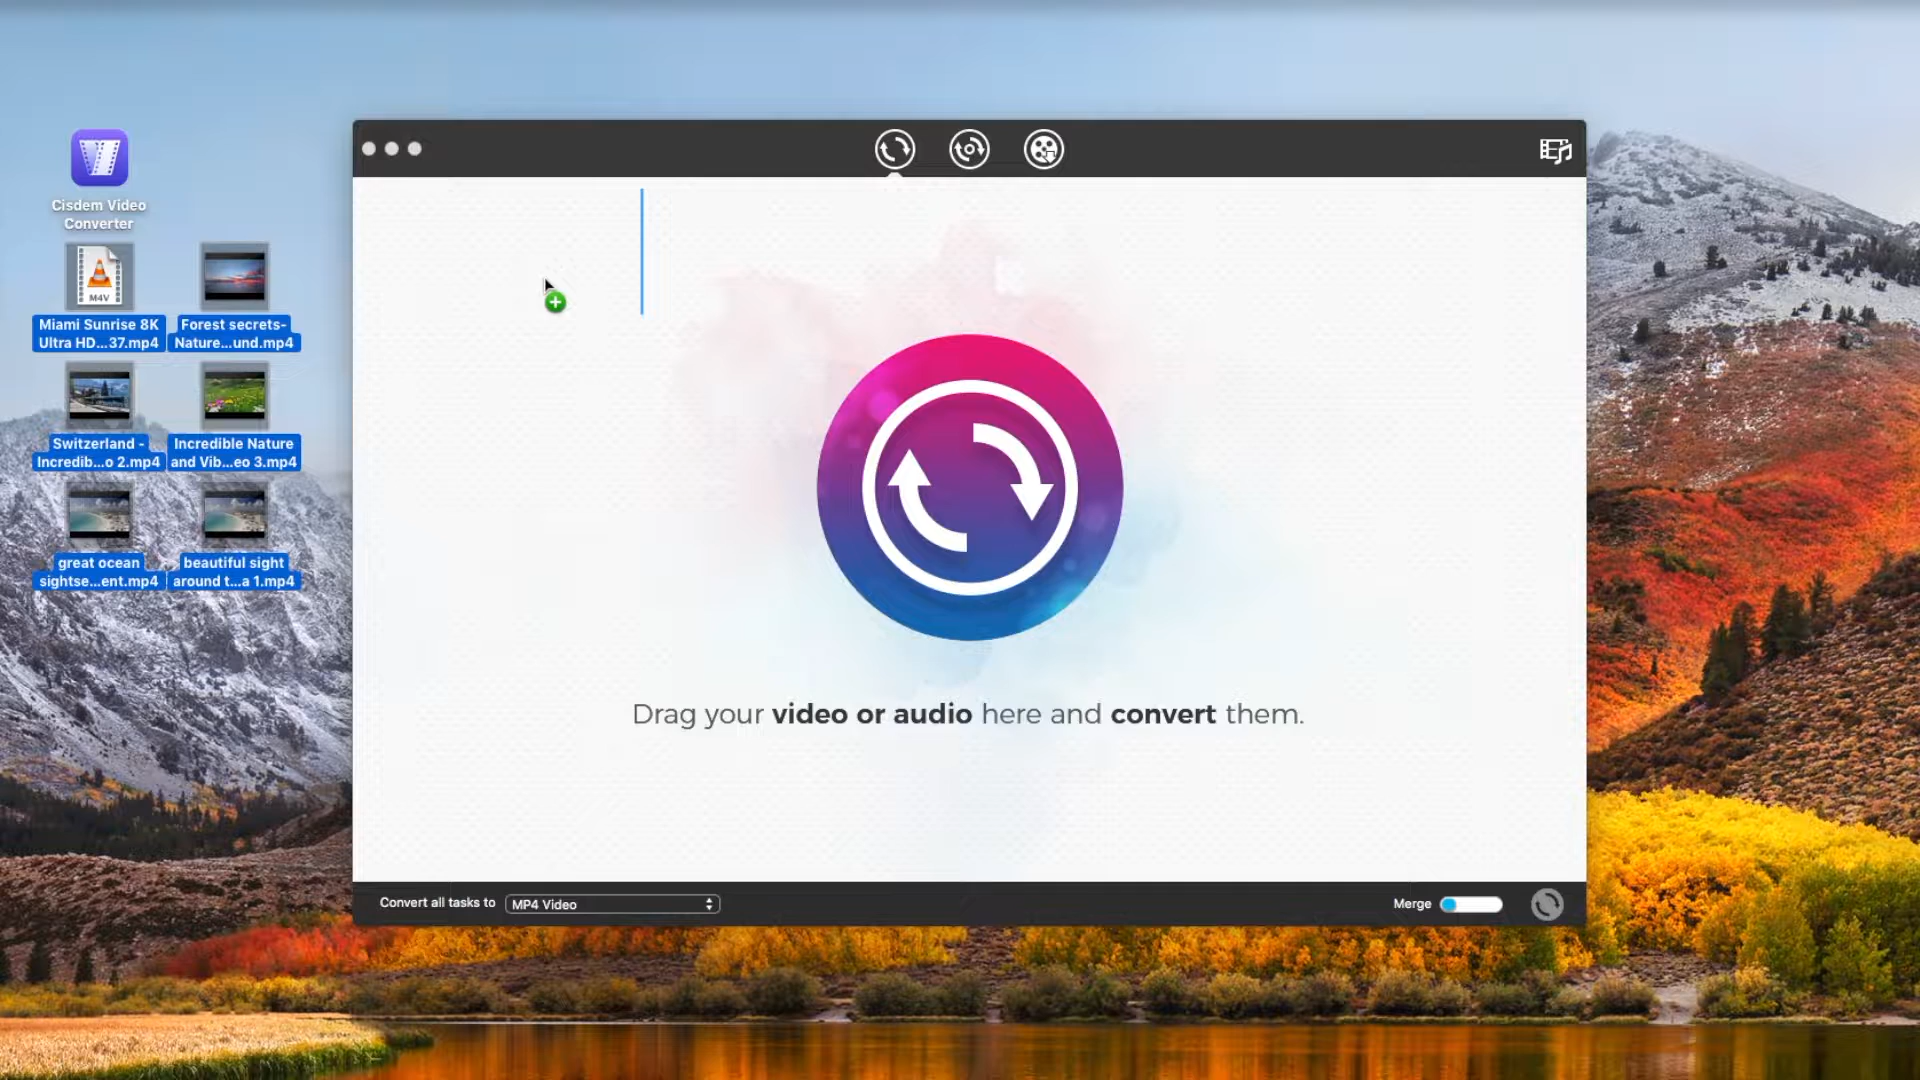 Cisdem Video
Converter
M4V
Miami Sunrise 8K
Ultra HD...37.mp4
Forest secrets-
Nature...und.mp4
Switzerland -
Incredib...o 2.mp4
Incredible Nature
and Vib...eo 3.mp4
great ocean
sightse...ent.mp4
beautiful sight
around t...a 1.mp4
Drag your video or audio here and convert them.
Convert all tasks to MP4 Video
Merge